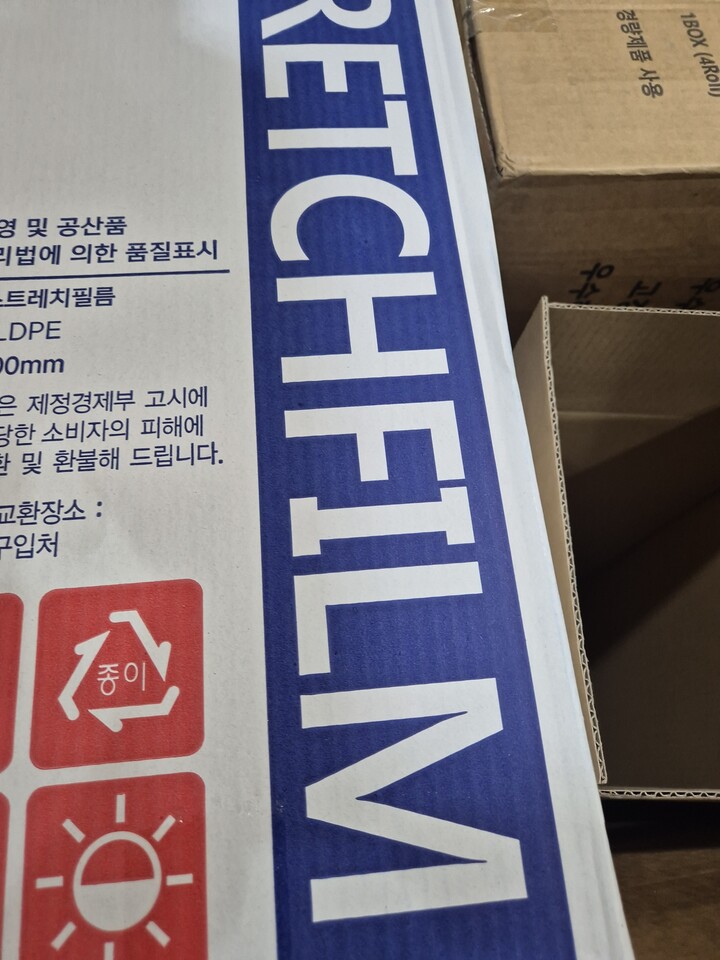 RETCHFILM
영 및 공산품
리법에 의한 품질표시
스트레치필름
LDPE
00mm
은 제정경제부 고시에
당한 소비자의 피해에
환 및 환불해 드립니다.
교환장소 :
구입처
종이
1BOX (4Roll)
경량제품 사용